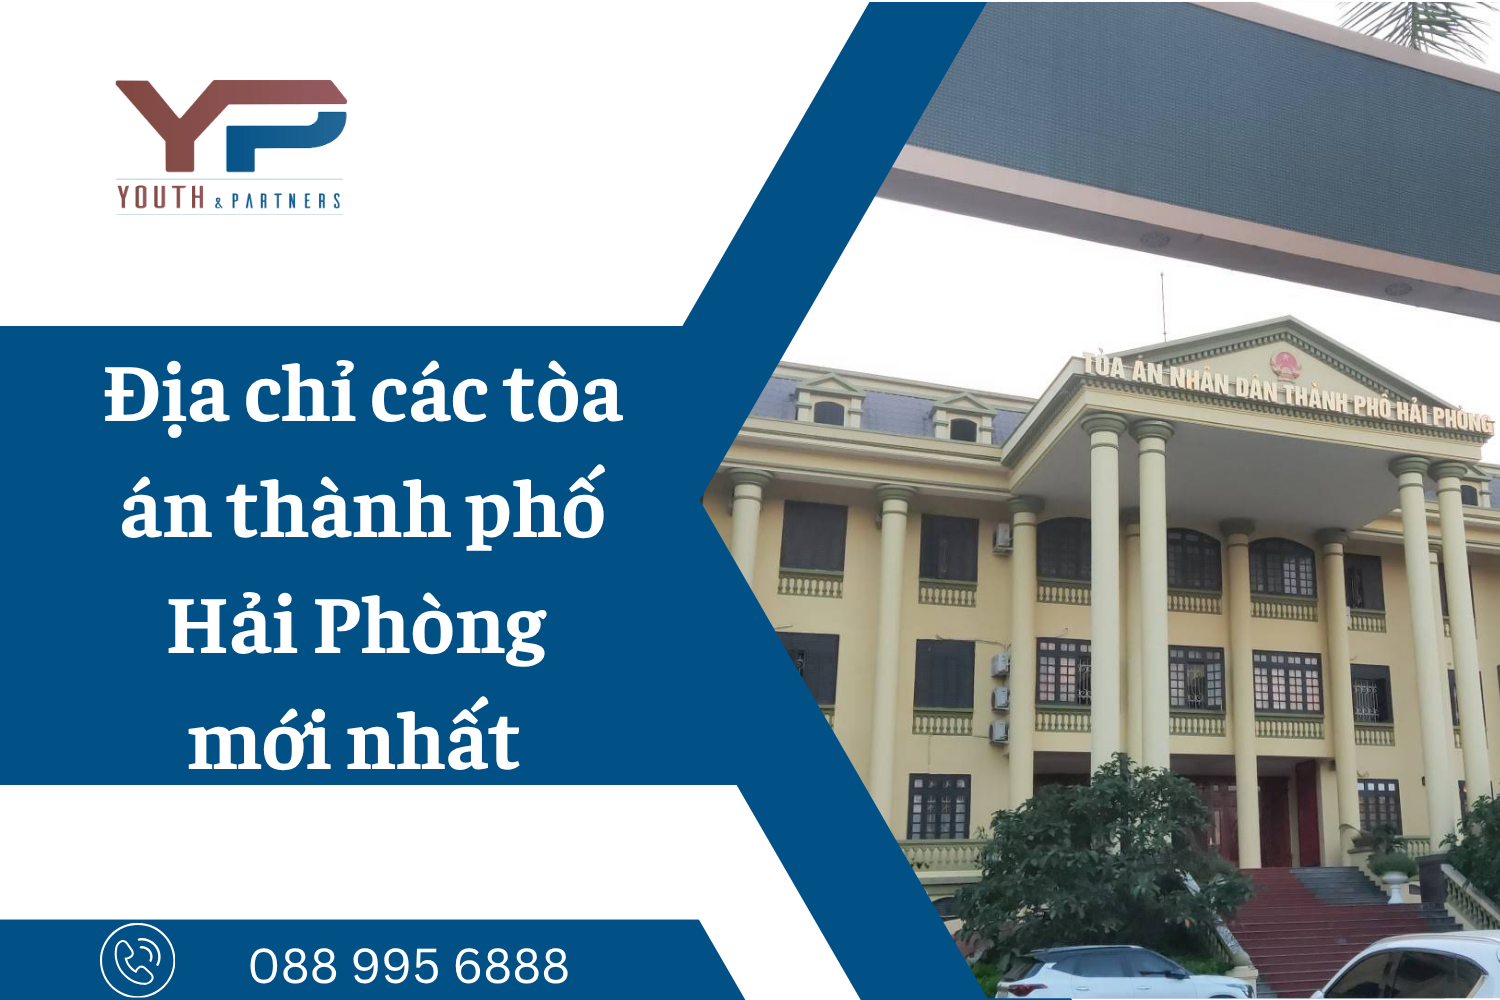 YP
YOUTH & PARTNERS
Địa chỉ các tòa
án thành phố
Hải Phòng
mới nhất
088 995 6888
TÒA ÁN NHÂN DÂN THÀNH PHỐ HẢI PHÒNG